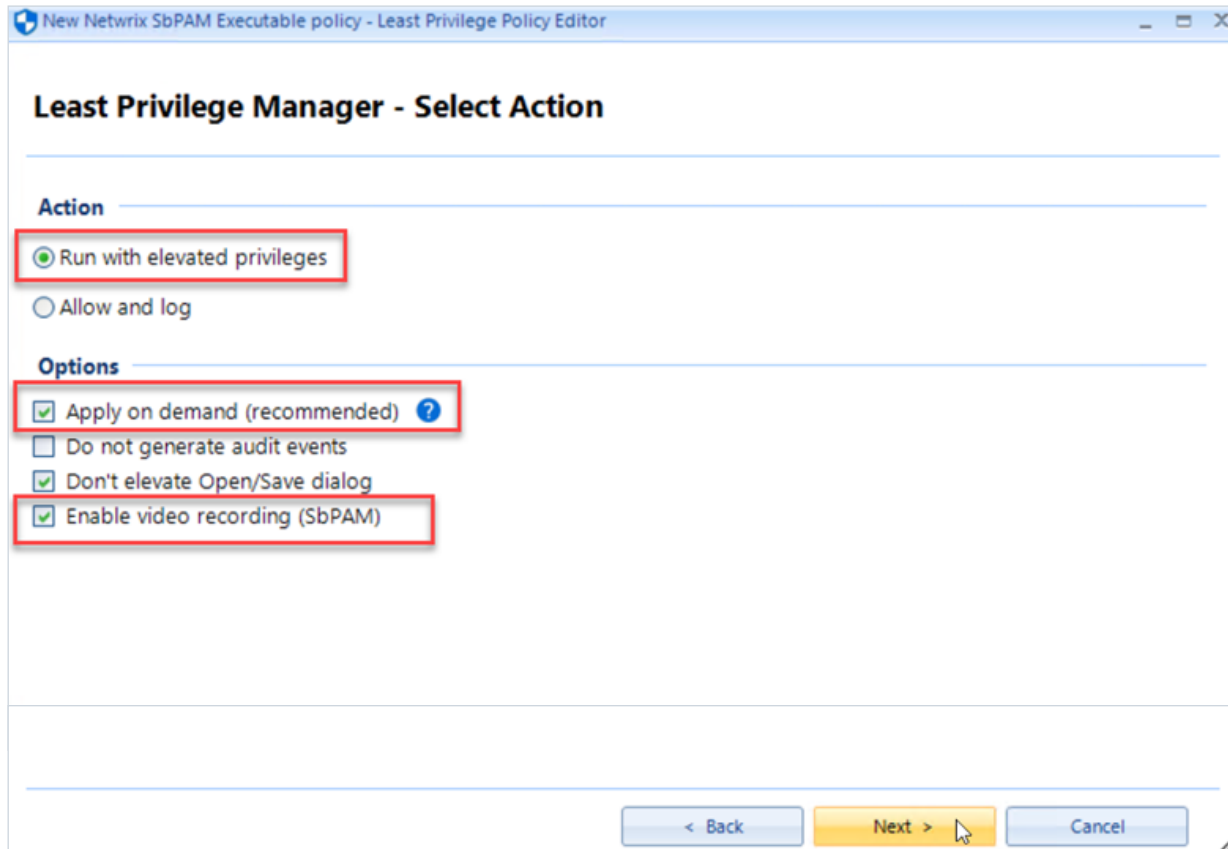 New Netwrix SbPAM Executable policy - Least Privilege Policy Editor
Least Privilege Manager - Select Action
Action
Run with elevated privileges
Allow and log
Options
Apply on demand (recommended) ?
Do not generate audit events
Don't elevate Open/Save dialog
Enable video recording (SbPAM)
< Back Next > Cancel